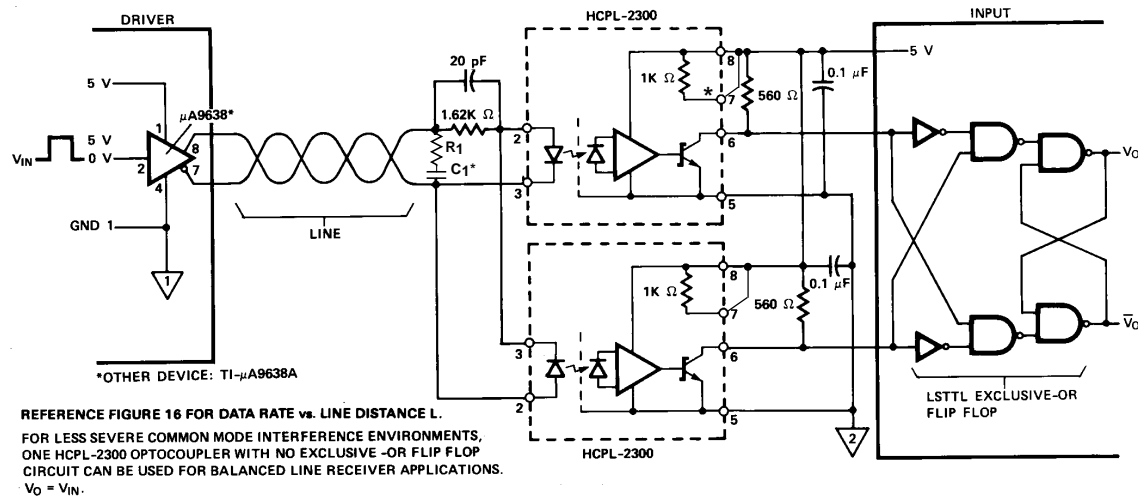 DRIVER
HCPL-2300
INPUT
20 pF
8
5 V
5 V
1K Ω
0.1 μF
μA9638*
1.62K Ω
*
7
560 Ω
1
2
6
5 V
8
V_IN
0 V
2
7
R1
V_O
4
C1*
3
5
GND 1
LINE
HCPL-2300
1
8
0.1 μF
1K Ω
560 Ω
7
3
6
V̅_O
*OTHER DEVICE: TI-μA9638A
2
5
LSTTL EXCLUSIVE-OR
FLIP FLOP
2
REFERENCE FIGURE 16 FOR DATA RATE vs. LINE DISTANCE L.
FOR LESS SEVERE COMMON MODE INTERFERENCE ENVIRONMENTS,
ONE HCPL-2300 OPTOCOUPLER WITH NO EXCLUSIVE -OR FLIP FLOP
CIRCUIT CAN BE USED FOR BALANCED LINE RECEIVER APPLICATIONS.
V_O = V_IN.
HCPL-2300